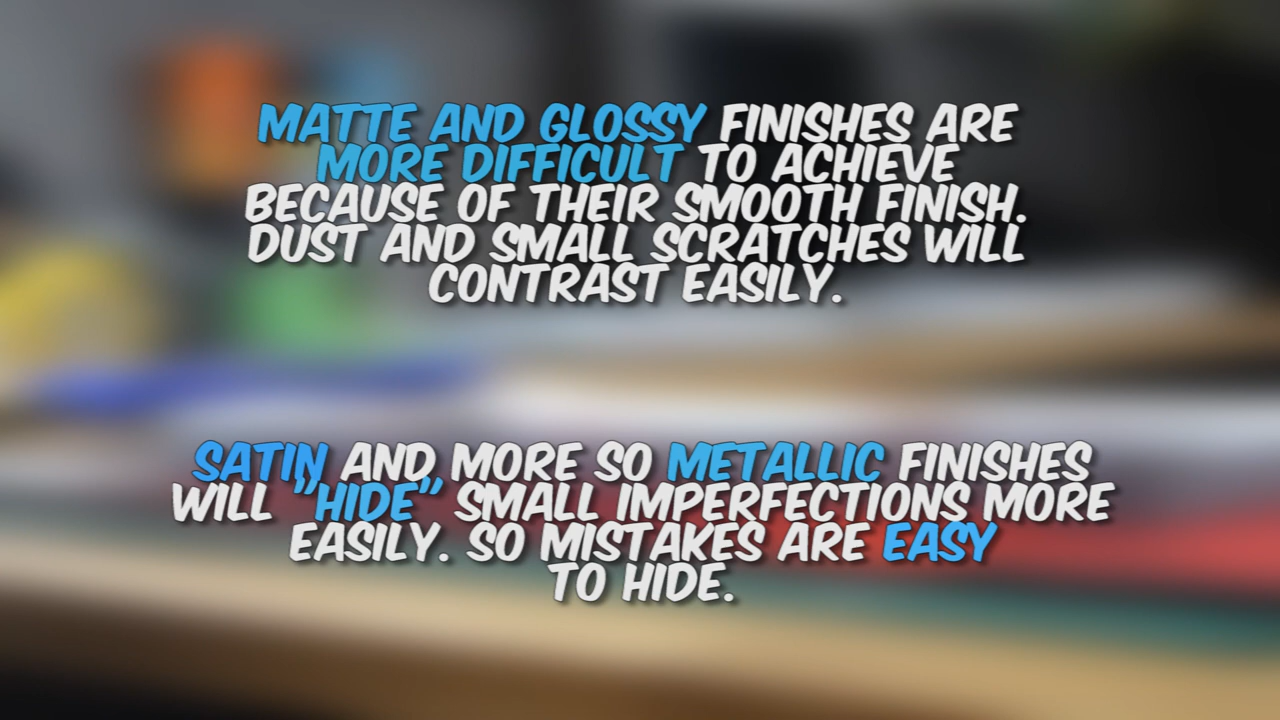 MATTE AND GLOSSY FINISHES ARE
MORE DIFFICULT TO ACHIEVE
BECAUSE OF THEIR SMOOTH FINISH.
DUST AND SMALL SCRATCHES WILL
CONTRAST EASILY.
SATIN AND MORE SO METALLIC FINISHES
WILL "HIDE" SMALL IMPERFECTIONS MORE
EASILY. SO MISTAKES ARE EASY
TO HIDE.